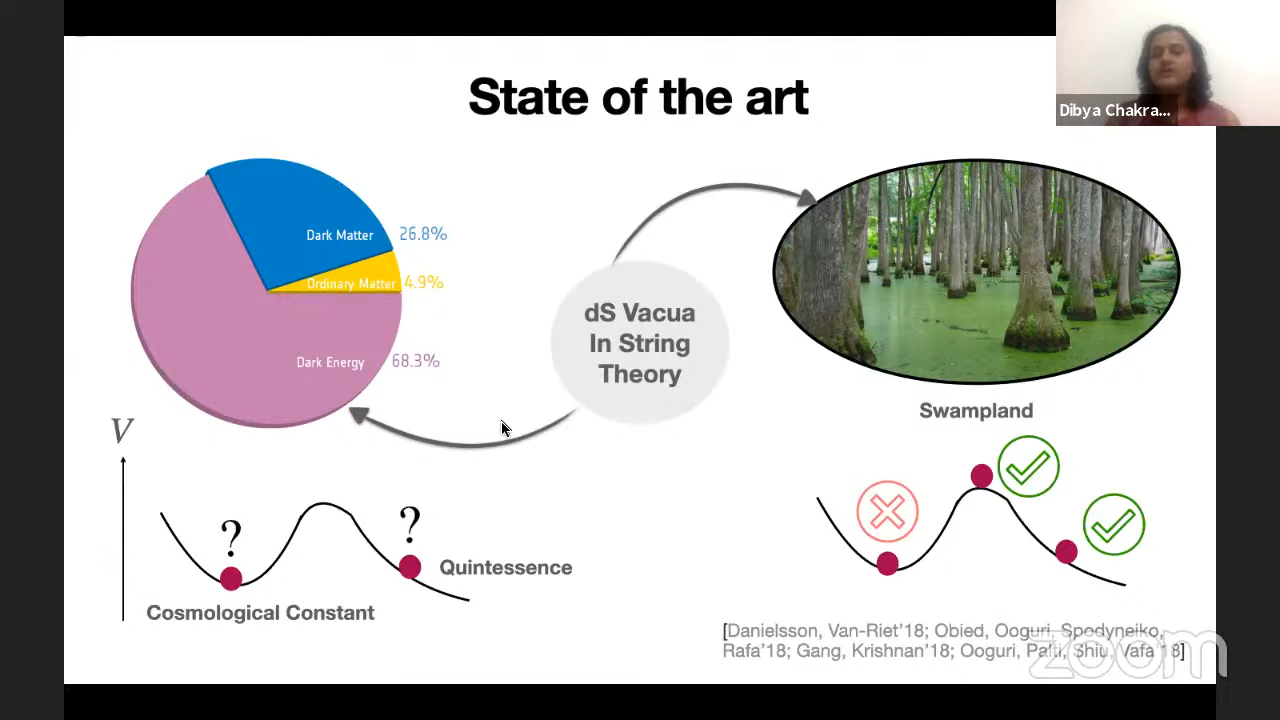 State of the art
Dibya Chakra...
Dark Matter 26.8%
Ordinary Matter 4.9%
Dark Energy 68.3%
dS Vacua
In String
Theory
Swampland
V
? ?
Quintessence
Cosmological Constant
[Danielsson, Van-Riet'18; Obied, Ooguri, Spodyneiko,
Rafa'18; Gang, Krishnan'18; Ooguri, Palti, Shiu, Vafa'18]
zoom